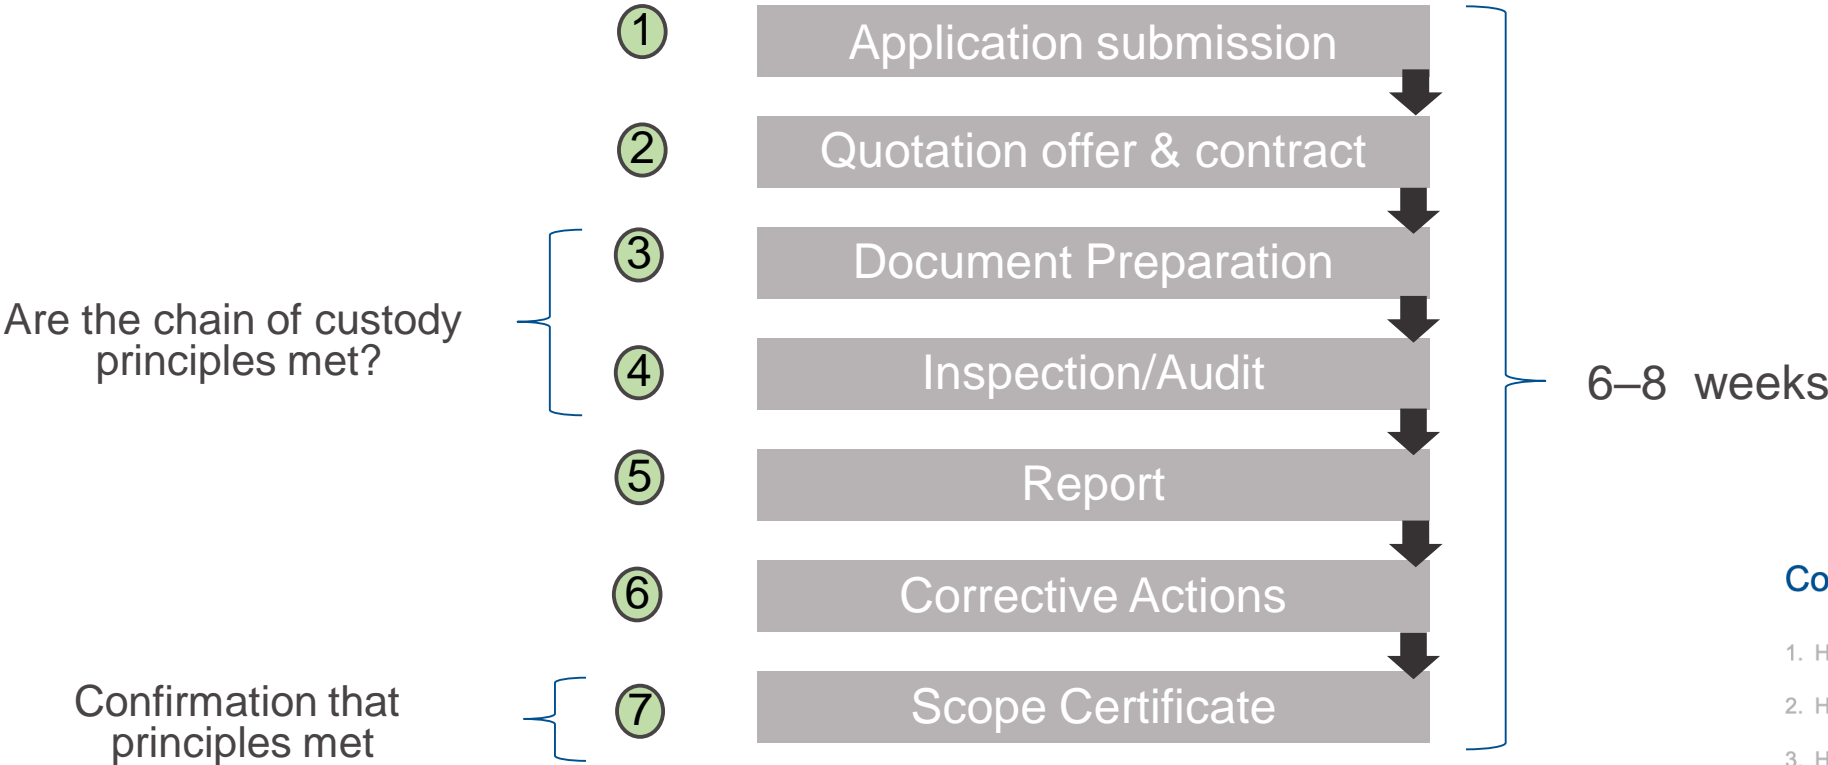 1 Application submission
2 Quotation offer & contract
3 Document Preparation
Are the chain of custody
principles met?
4 Inspection/Audit
6–8 weeks
5 Report
6 Corrective Actions
7 Scope Certificate
Confirmation that
principles met
Co
1. H
2. H
3. H